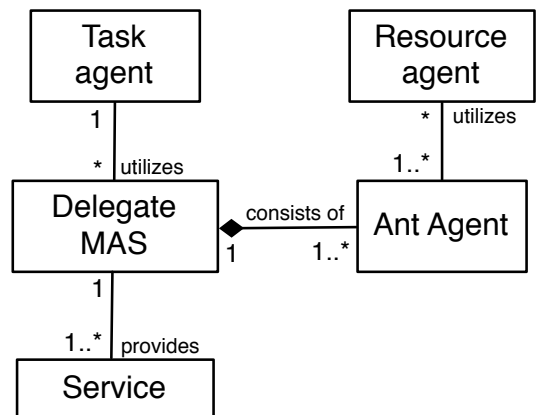 Task
agent
Resource
agent
1
*
utilizes
*
utilizes
1..*
Delegate
MAS
consists of
1
1..*
Ant Agent
1
1..*
provides
Service